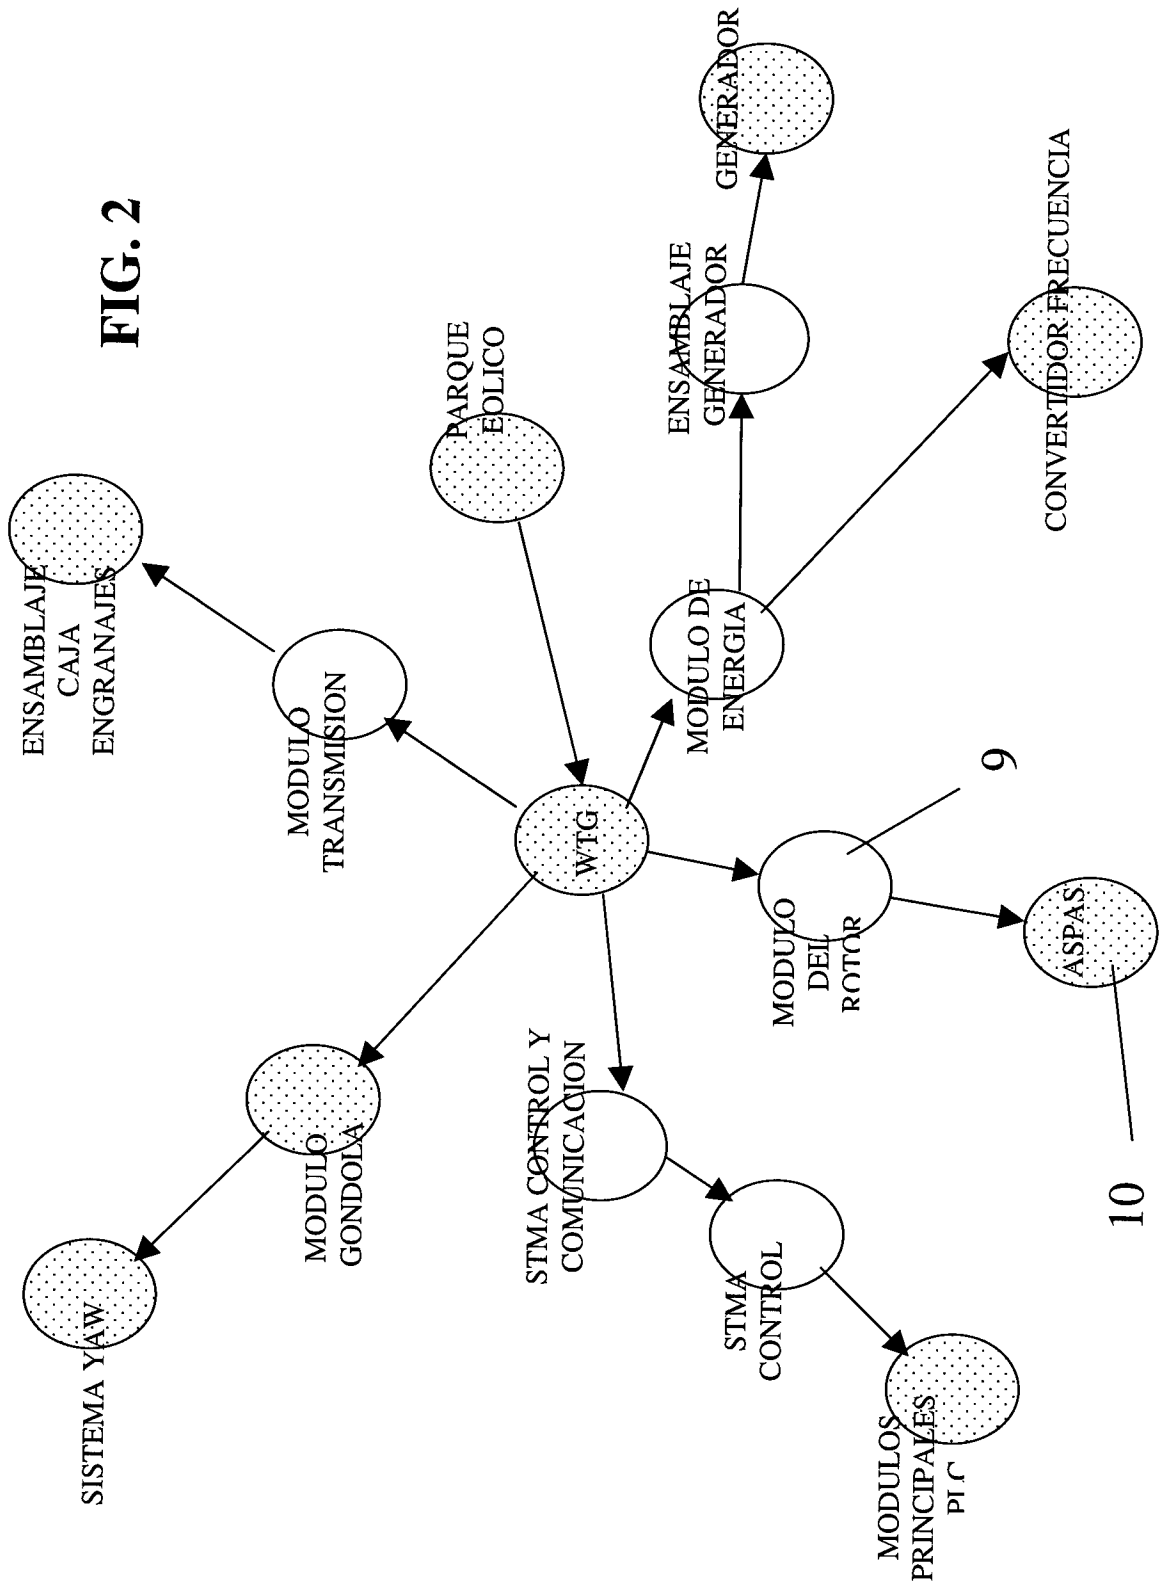 FIG. 2
SISTEMA YAW
MODULO
GONDOLA
ENSAMBLAJE
CAJA
ENGRANAJES
MODULO
TRANSMISION
PARQUE
EOLICO
STMA CONTROL Y
COMUNICACION
WTG
MODULO DE
ENERGIA
ENSAMBLAJE
GENERADOR
GENERADOR
STMA
CONTROL
MODULO
DEL
ROTOR
9
MODULOS
PRINCIPALES
PLC
ASPAS
10
CONVERTIDOR FRECUENCIA